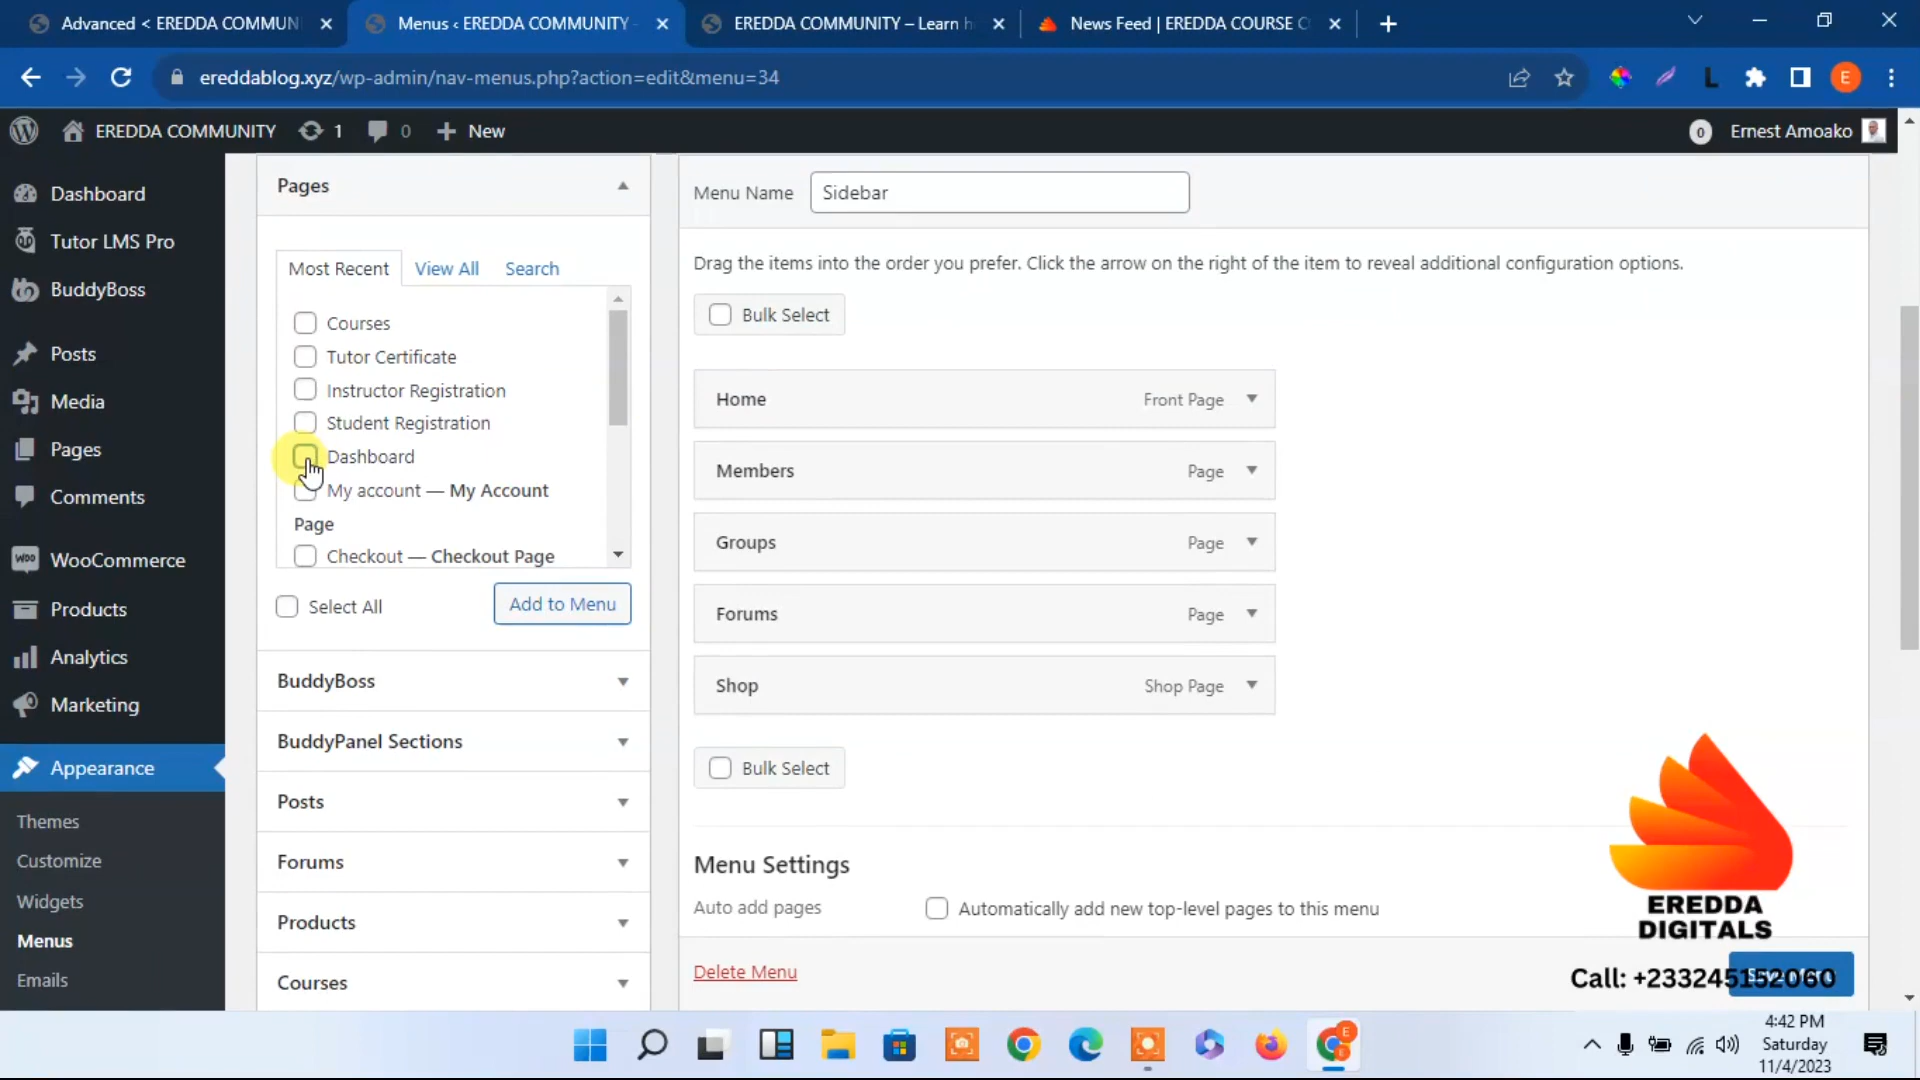 Advanced < EREDDA COMMUN
Menus ‹ EREDDA COMMUNITY -
EREDDA COMMUNITY – Learn h
News Feed | EREDDA COURSE C
ereddablog.xyz/wp-admin/nav-menus.php?action=edit&menu=34
L
E
EREDDA COMMUNITY
1
0
New
0
Ernest Amoako
Dashboard
Tutor LMS Pro
BuddyBoss
Posts
Media
Pages
Comments
WooCommerce
Products
Analytics
Marketing
Appearance
Themes
Customize
Widgets
Menus
Emails
Pages
Most Recent
View All
Search
Courses
Tutor Certificate
Instructor Registration
Student Registration
Dashboard
My account — My Account
Page
Checkout — Checkout Page
Select All
Add to Menu
BuddyBoss
BuddyPanel Sections
Posts
Forums
Products
Courses
Menu Name
Sidebar
Drag the items into the order you prefer. Click the arrow on the right of the item to reveal additional configuration options.
Bulk Select
Home
Front Page
Members
Page
Groups
Page
Forums
Page
Shop
Shop Page
Bulk Select
Menu Settings
Auto add pages
Automatically add new top-level pages to this menu
Delete Menu
EREDDA
DIGITALS
Call: +233245152060
4:42 PM
Saturday
11/4/2023